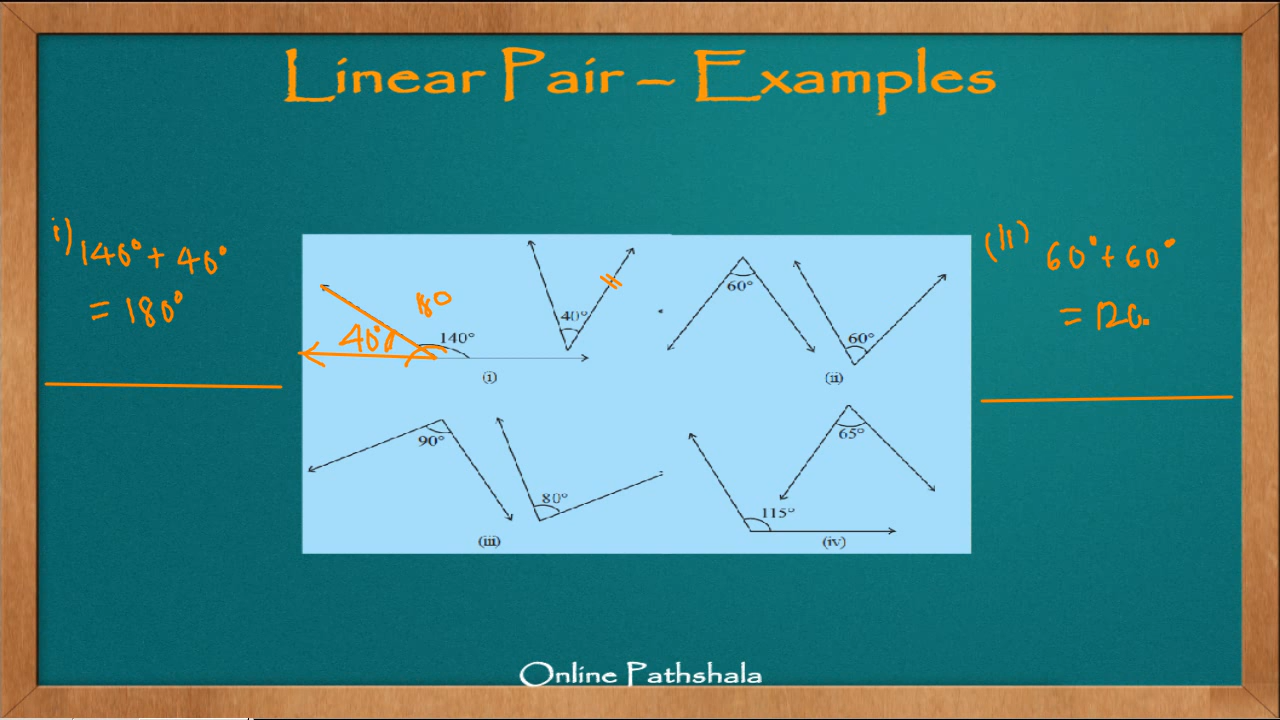 Linear Pair – Examples
i) 140° + 40°
= 180°
(ii) 60° + 60°
= 120
180
40°
140°
40°
(i)
60°
60°
(ii)
90°
80°
(iii)
115°
65°
(iv)
Online Pathshala